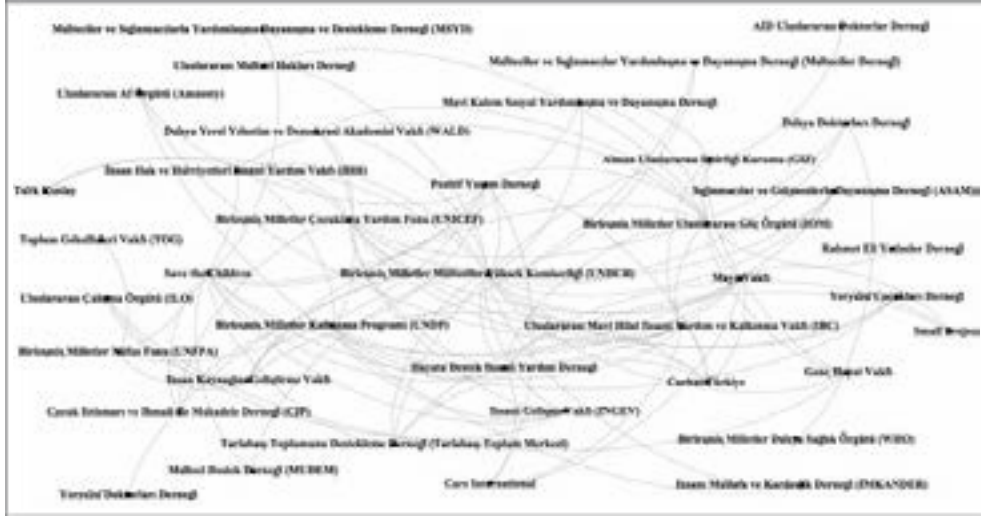 Mülteciler ve Sığınmacılarla Yardımlaşma Dayanışma ve Destekleme Derneği (MSYD)
AID Uluslararası Doktorlar Derneği
Uluslararası Mülteci Hakları Derneği
Mülteciler ve Sığınmacılar Yardımlaşma ve Dayanışma Derneği (Mülteciler Derneği)
Uluslararası Af Örgütü (Amnesty)
Mavi Kalem Sosyal Yardımlaşma ve Dayanışma Derneği
Dünya Doktorları Derneği
Dünya Yerel Yönetim ve Demokrasi Akademisi Vakfı (WALD)
Alman Uluslararası İşbirliği Kurumu (GIZ)
İnsan Hak ve Hürriyetleri İnsani Yardım Vakfı (IHH)
Pozitif Yaşam Derneği
Türk Kızılay
Sığınmacılar ve Göçmenlerle Dayanışma Derneği (ASAM)
Birleşmiş Milletler Çocuklara Yardım Fonu (UNICEF)
Birleşmiş Milletler Uluslararası Göç Örgütü (IOM)
Toplum Gönüllüleri Vakfı (TOG)
Rahmet Eli Yetimler Derneği
Save the Children
Birleşmiş Milletler Mülteciler Yüksek Komiserliği (UNHCR)
Maya Vakfı
Uluslararası Çalışma Örgütü (ILO)
Yeryüzü Çocukları Derneği
Birleşmiş Milletler Kalkınma Programı (UNDP)
Uluslararası Mavi Hilal İnsani Yardım ve Kalkınma Vakfı (IBC)
Small Projects
Birleşmiş Milletler Nüfus Fonu (UNFPA)
Hayata Destek İnsani Yardım Derneği
Genç Hayat Vakfı
İnsan Kaynağını Geliştirme Vakfı
Caritas Türkiye
Çocuk İstismarı ve İhmali ile Mücadele Derneği (ÇİP)
İnsani Gelişme Vakfı (INGEV)
Tarlabaşı Toplumunu Destekleme Derneği (Tarlabaşı Toplum Merkezi)
Birleşmiş Milletler Dünya Sağlık Örgütü (WHO)
Mülteci Destek Derneği (MUDEM)
Care International
İnsana Mülteciye ve Kardeşlik Derneği (İMKANDER)
Yeryüzü Doktorları Derneği